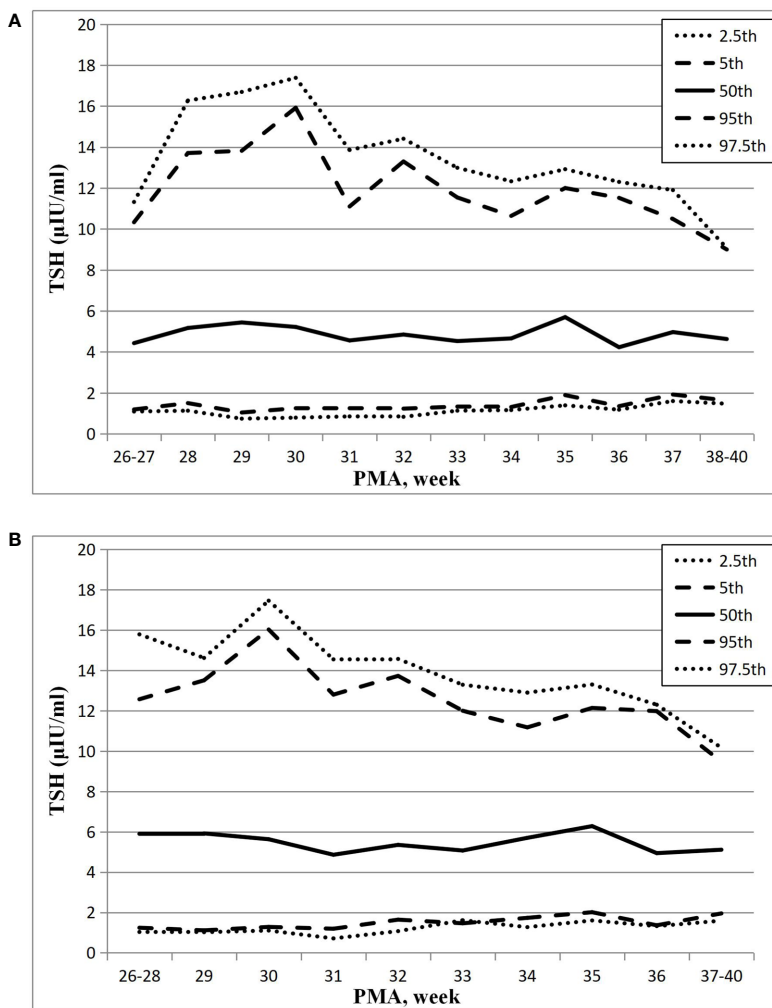 A
20
18
16
14
12
10
8
6
4
2
0
TSH (µIU/ml)
2.5th
5th
50th
95th
97.5th
26-27 28 29 30 31 32 33 34 35 36 37 38-40
PMA, week
B
20
18
16
14
12
10
8
6
4
2
0
TSH (µIU/ml)
2.5th
5th
50th
95th
97.5th
26-28 29 30 31 32 33 34 35 36 37-40
PMA, week